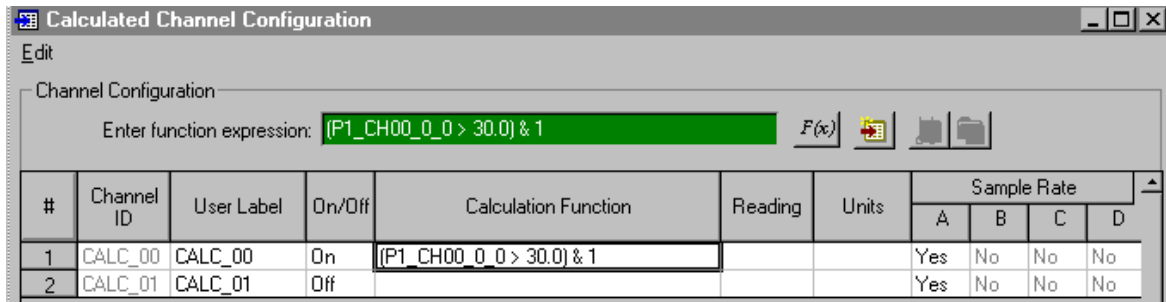 Calculated Channel Configuration
Edit
Channel Configuration
Enter function expression: (P1_CH00_0_0 > 30.0) & 1 F(x)
# Channel ID User Label On/Off Calculation Function Reading Units Sample Rate
A B C D
1 CALC_00 CALC_00 On (P1_CH00_0_0 > 30.0) & 1 Yes No No No
2 CALC_01 CALC_01 Off Yes No No No